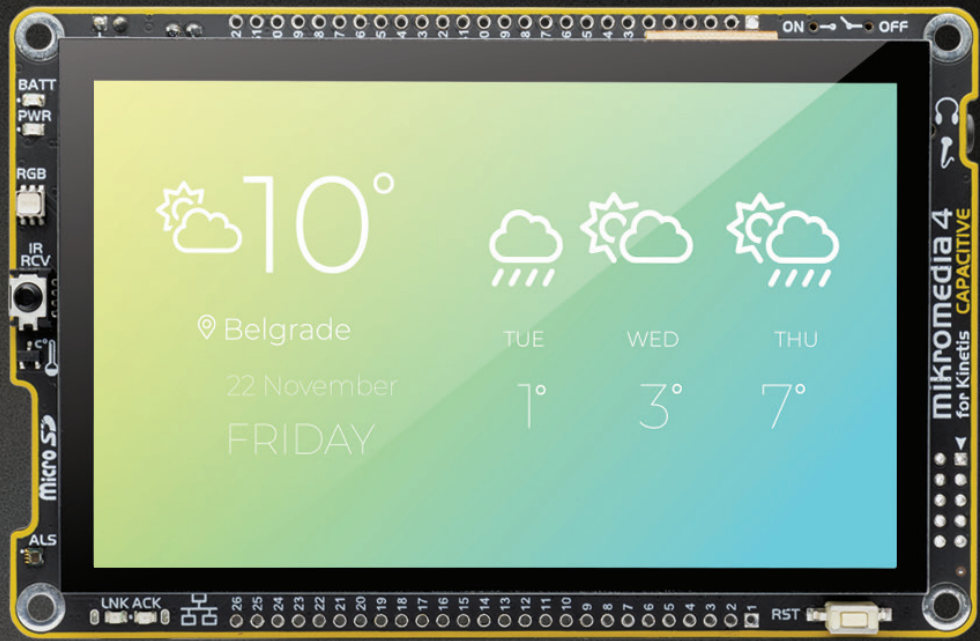 ON OFF
BATT
PWR
RGB
IR
RCV
C°
micro SD
ALS
10°
Belgrade
22 November
FRIDAY
TUE WED THU
1° 3° 7°
mikromedia 4
for Kinetis CAPACITIVE
LNK ACK
26 25 24 23 22 21 20 19 18 17 16 15 14 13 12 11 10 9 8 7 6 5 4 3 2 1
RST